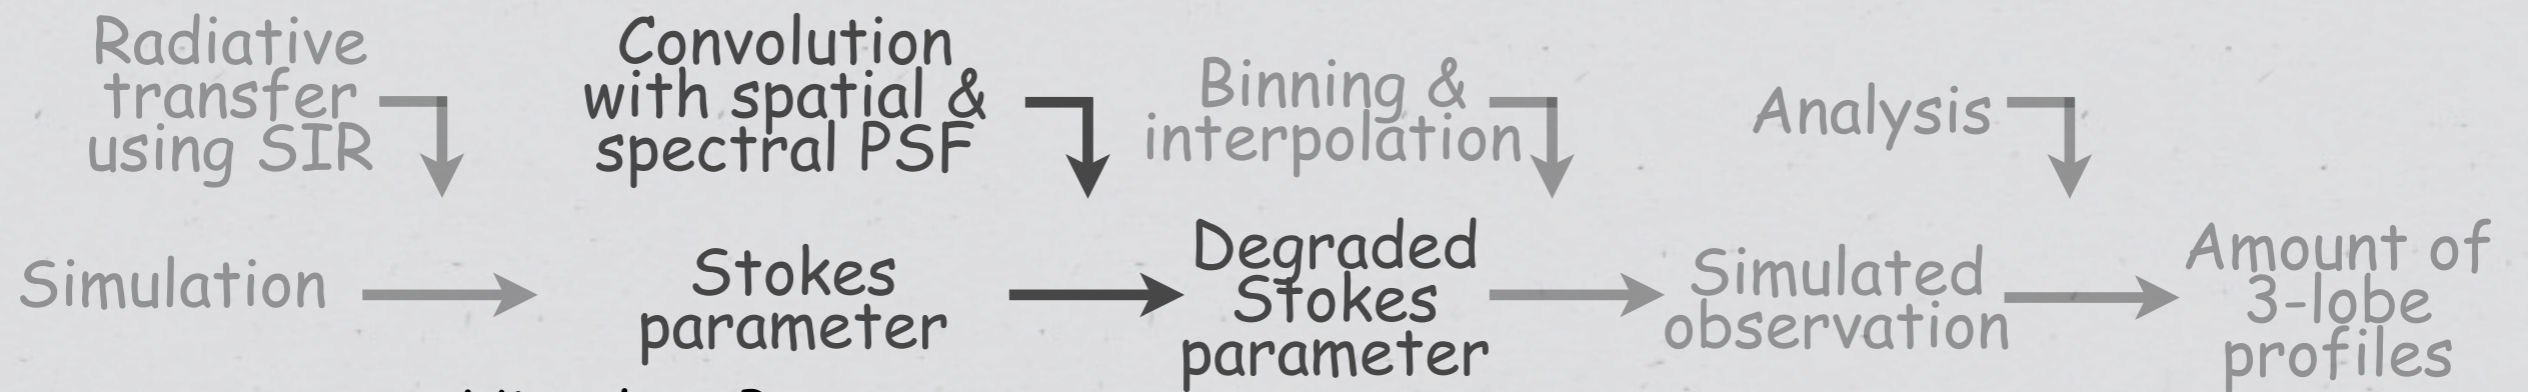 Radiative
transfer
using SIR
Convolution
with spatial &
spectral PSF
Binning &
interpolation
Analysis
Simulation
Stokes
parameter
Degraded
Stokes
parameter
Simulated
observation
Amount of
3-lobe
profiles